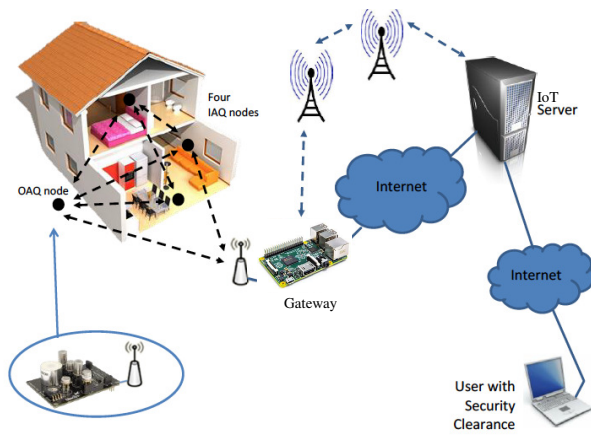 Four
IAQ nodes
IoT
Server
OAQ node
Internet
Internet
Gateway
User with
Security
Clearance